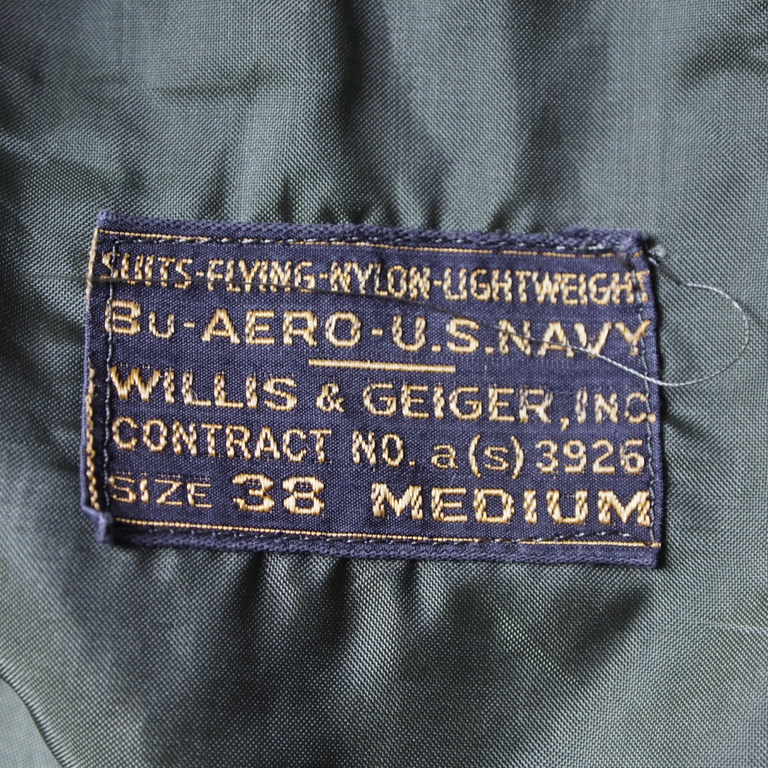 SUITS-FLYING-NYLON-LIGHTWEIGHT
Bu-AERO-U.S.NAVY
WILLIS & GEIGER, INC.
CONTRACT NO. a(s) 3926
SIZE 38 MEDIUM